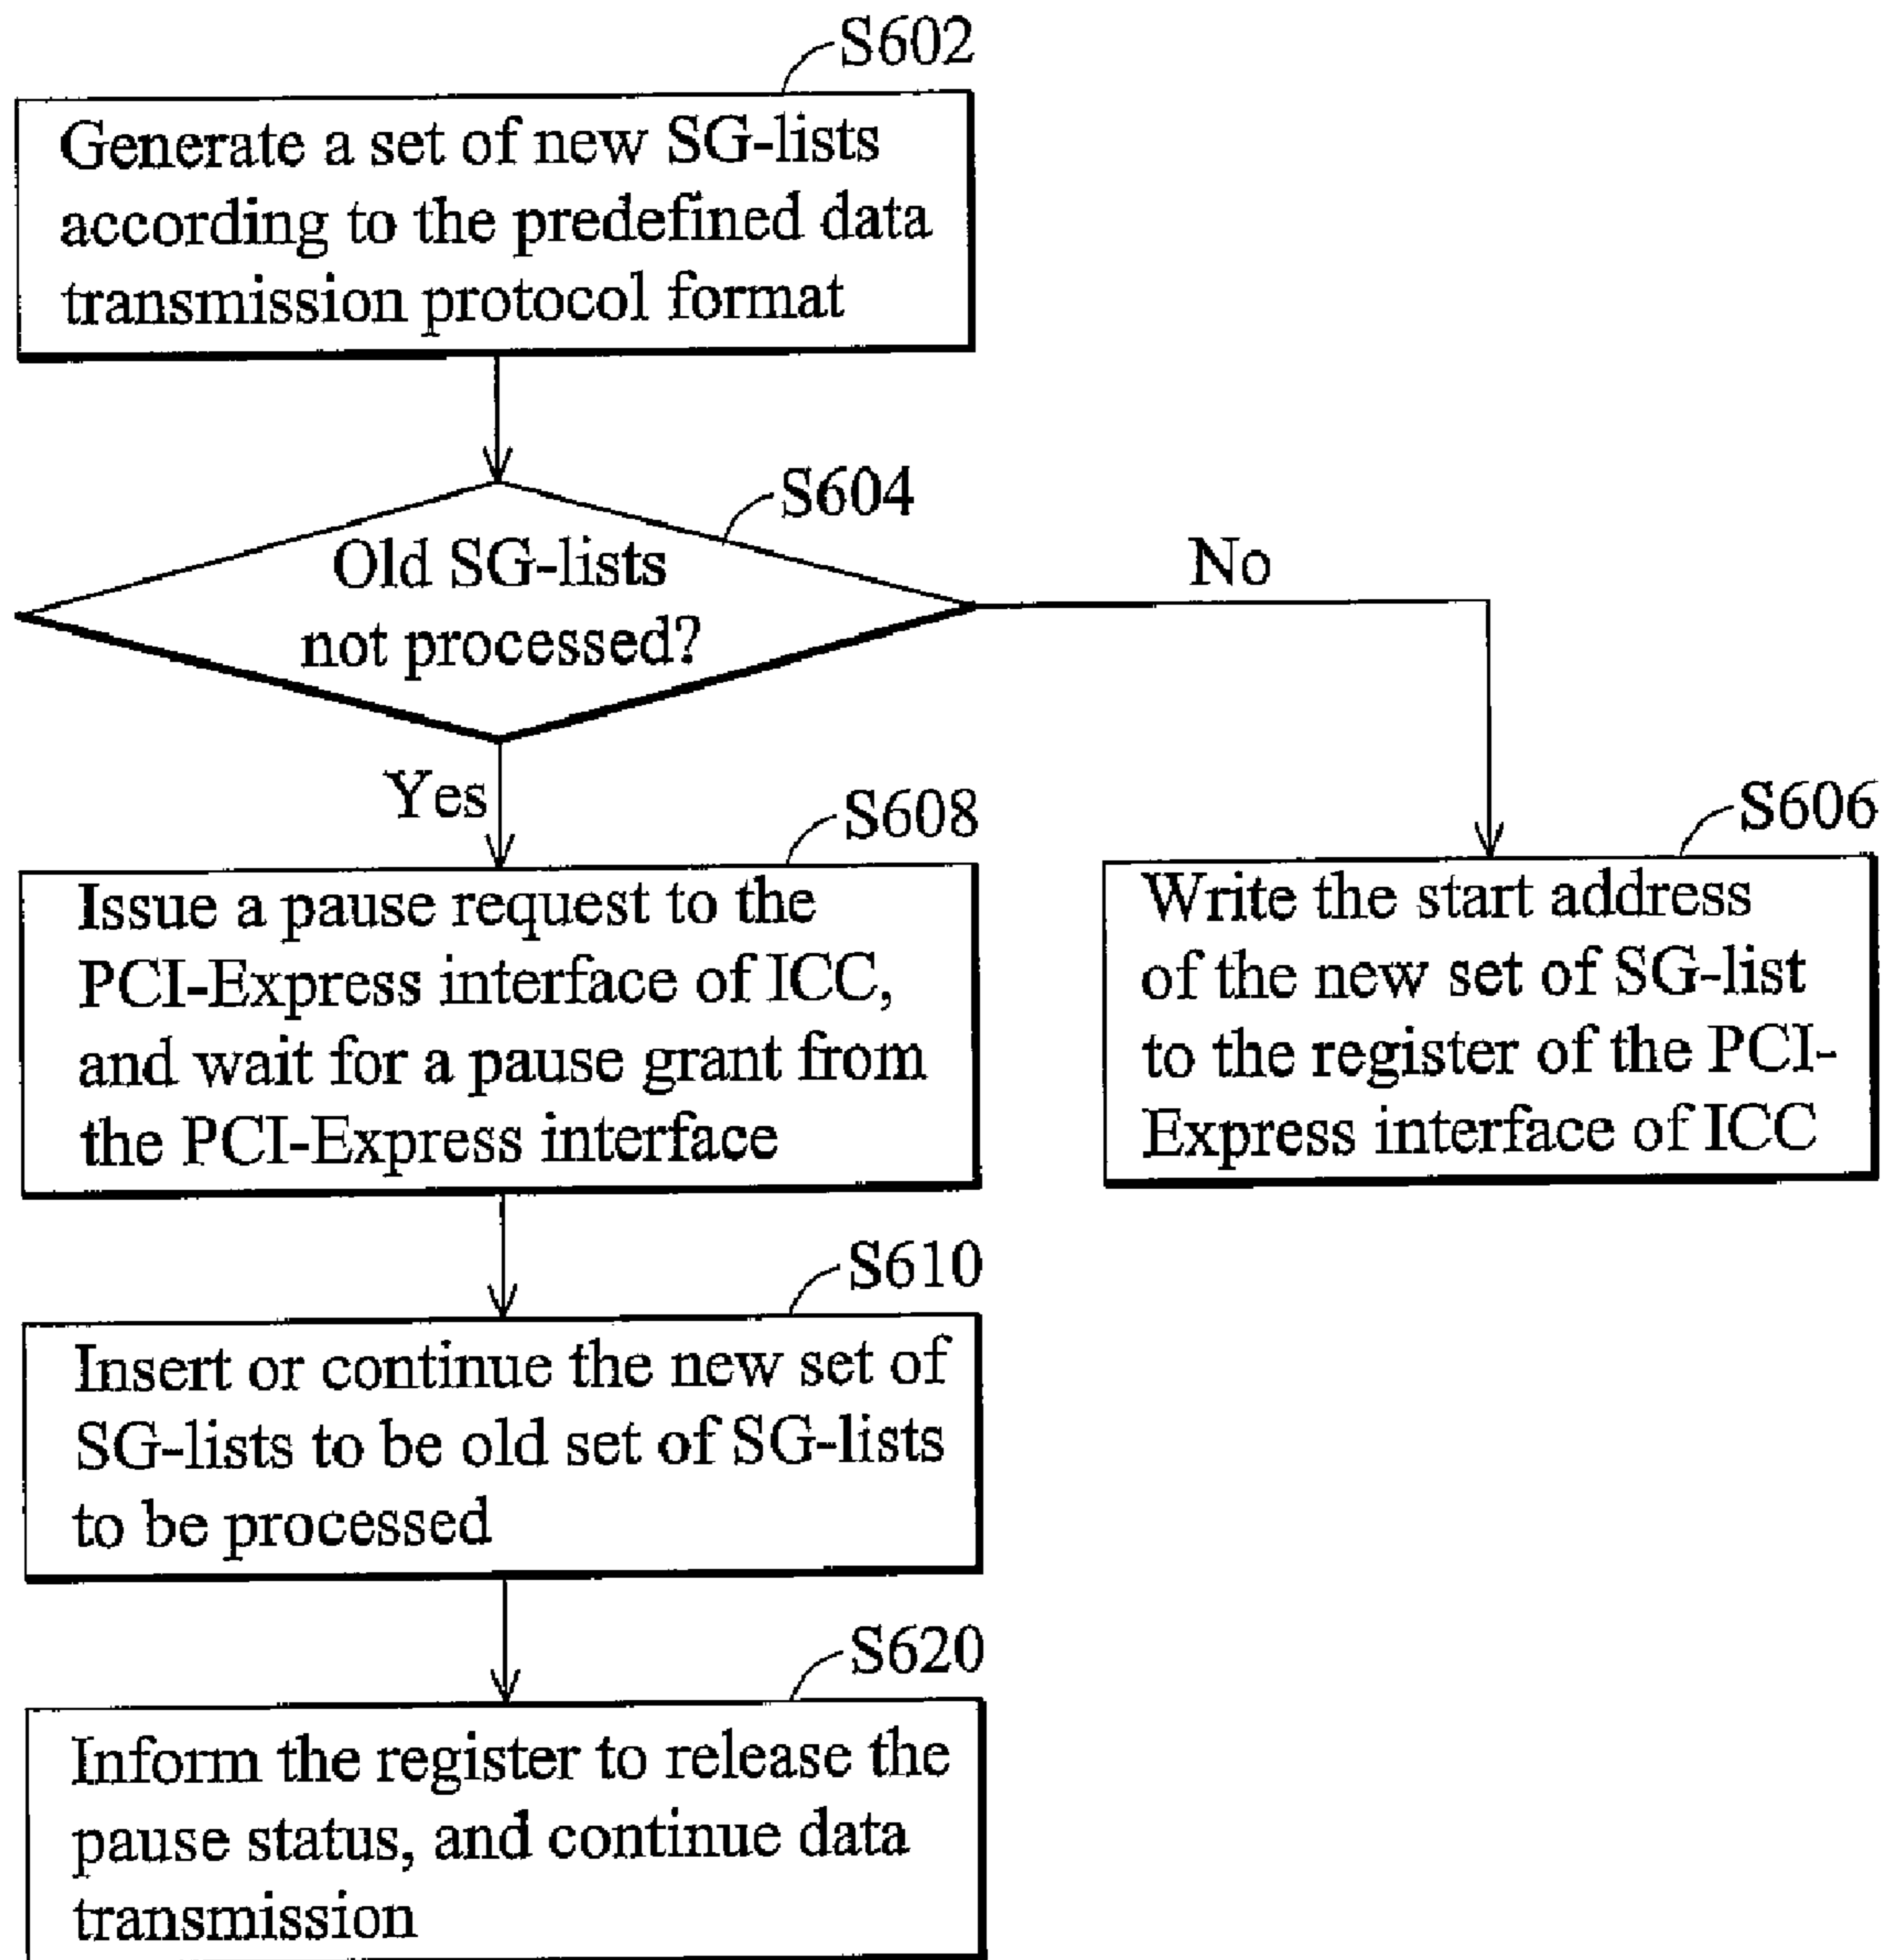 S602
Generate a set of new SG-lists
according to the predefined data
transmission protocol format
S604
Old SG-lists
not processed?
No
Yes
S608
Issue a pause request to the
PCI-Express interface of ICC,
and wait for a pause grant from
the PCI-Express interface
S606
Write the start address
of the new set of SG-list
to the register of the PCI-
Express interface of ICC
S610
Insert or continue the new set of
SG-lists to be old set of SG-lists
to be processed
S620
Inform the register to release the
pause status, and continue data
transmission